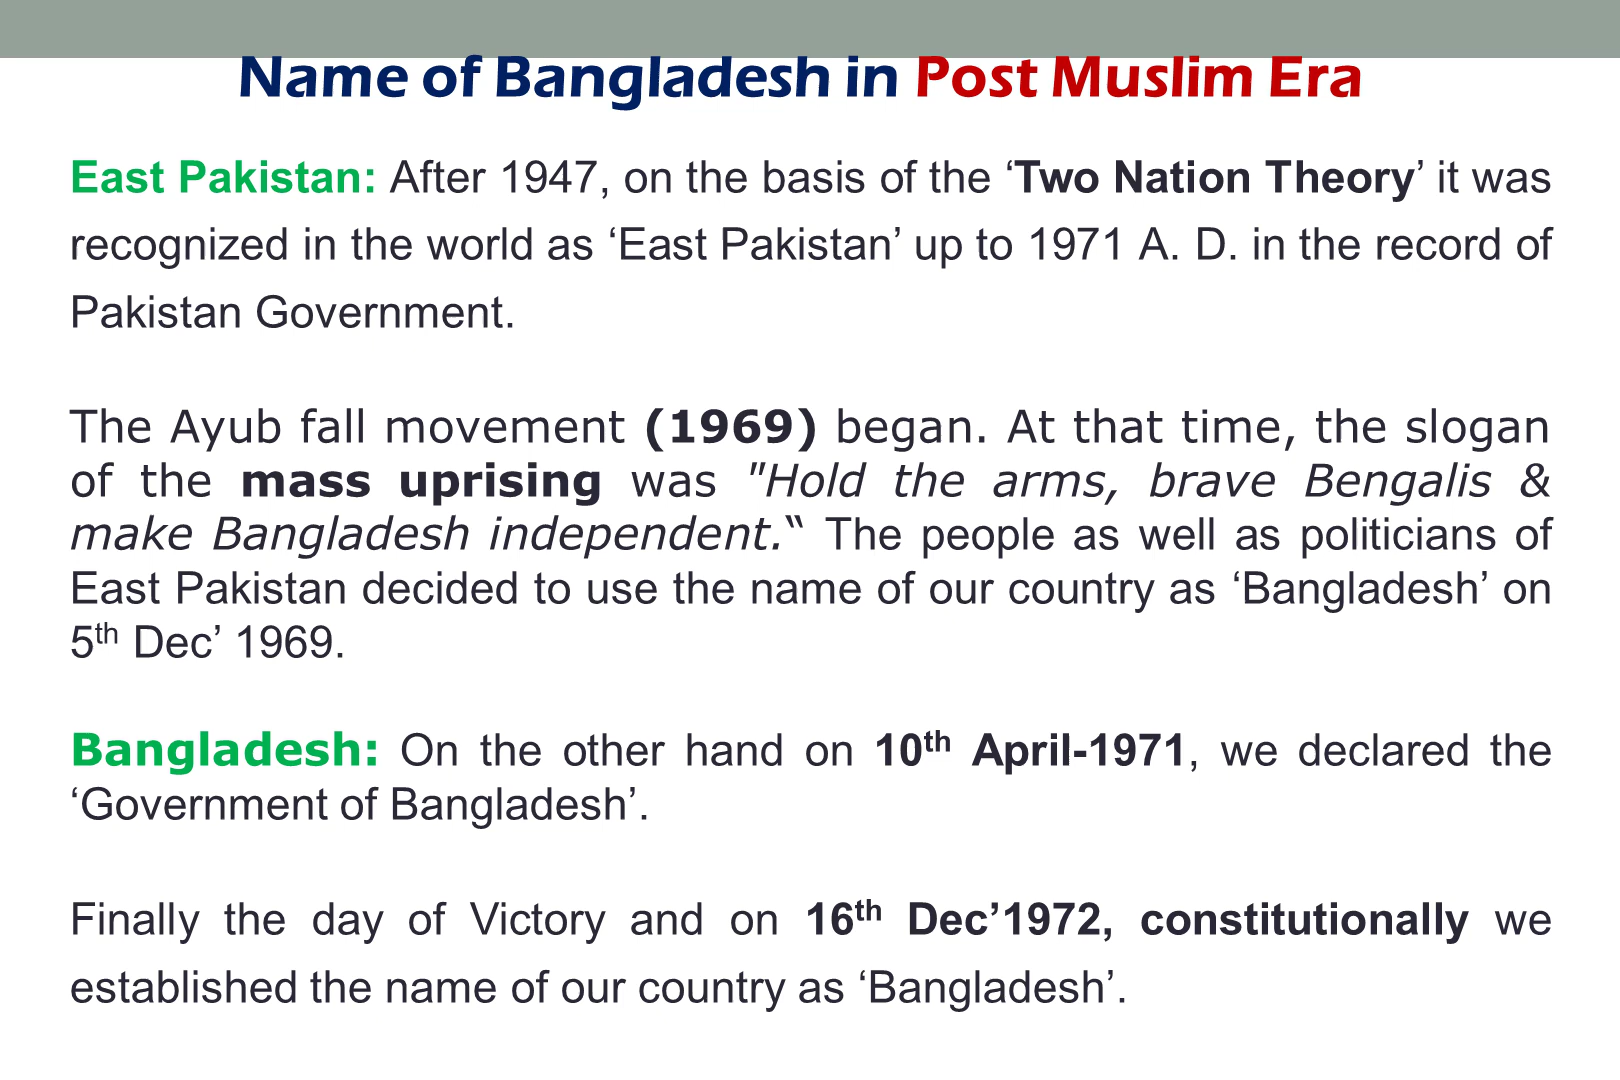 Name of Bangladesh in Post Muslim Era
East Pakistan: After 1947, on the basis of the ‘Two Nation Theory’ it was
recognized in the world as ‘East Pakistan’ up to 1971 A. D. in the record of
Pakistan Government.
The Ayub fall movement (1969) began. At that time, the slogan
of the mass uprising was "Hold the arms, brave Bengalis &
make Bangladesh independent.“ The people as well as politicians of
East Pakistan decided to use the name of our country as ‘Bangladesh’ on
5th Dec’ 1969.
Bangladesh: On the other hand on 10th April-1971, we declared the
‘Government of Bangladesh’.
Finally the day of Victory and on 16th Dec’1972, constitutionally we
established the name of our country as ‘Bangladesh’.